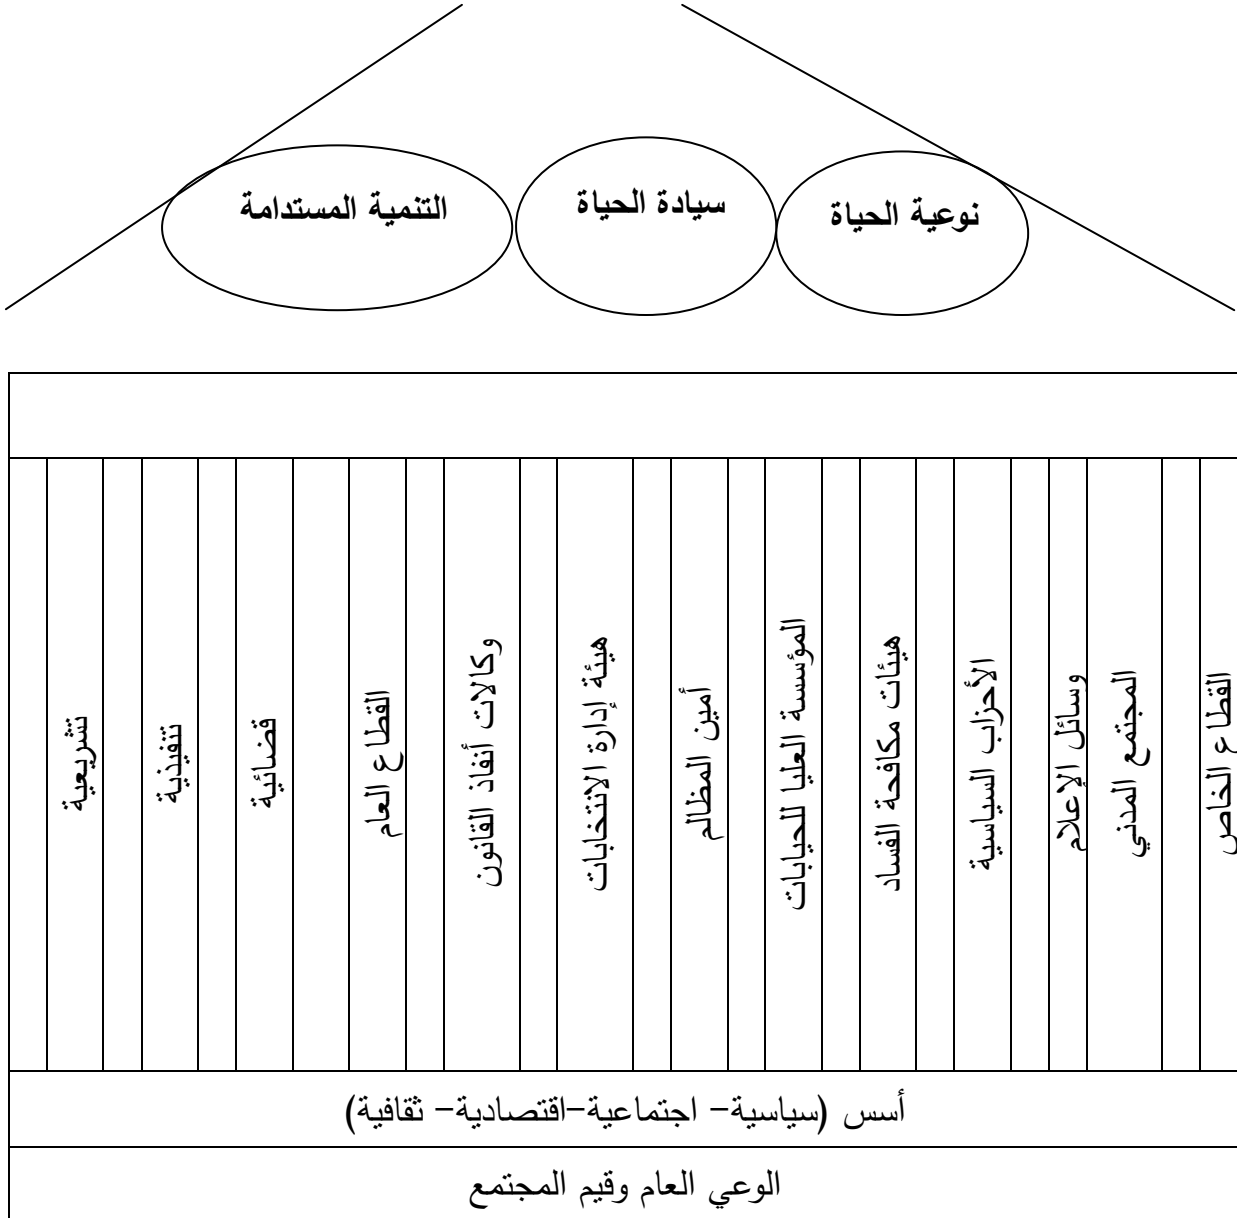 نوعية الحياة
سيادة الحياة
التنمية المستدامة
القطاع الخاص
المجتمع المدني
وسائل الإعلام
الأحزاب السياسية
هيئات مكافحة الفساد
المؤسسة العليا للحيابات
أمين المظالم
هيئة إدارة الانتخابات
وكالات أنفاذ القانون
القطاع العام
قضائية
تتفيذية
تشريعية
أسس (سياسية- اجتماعية-اقتصادية- ثقافية)
الوعي العام وقيم المجتمع